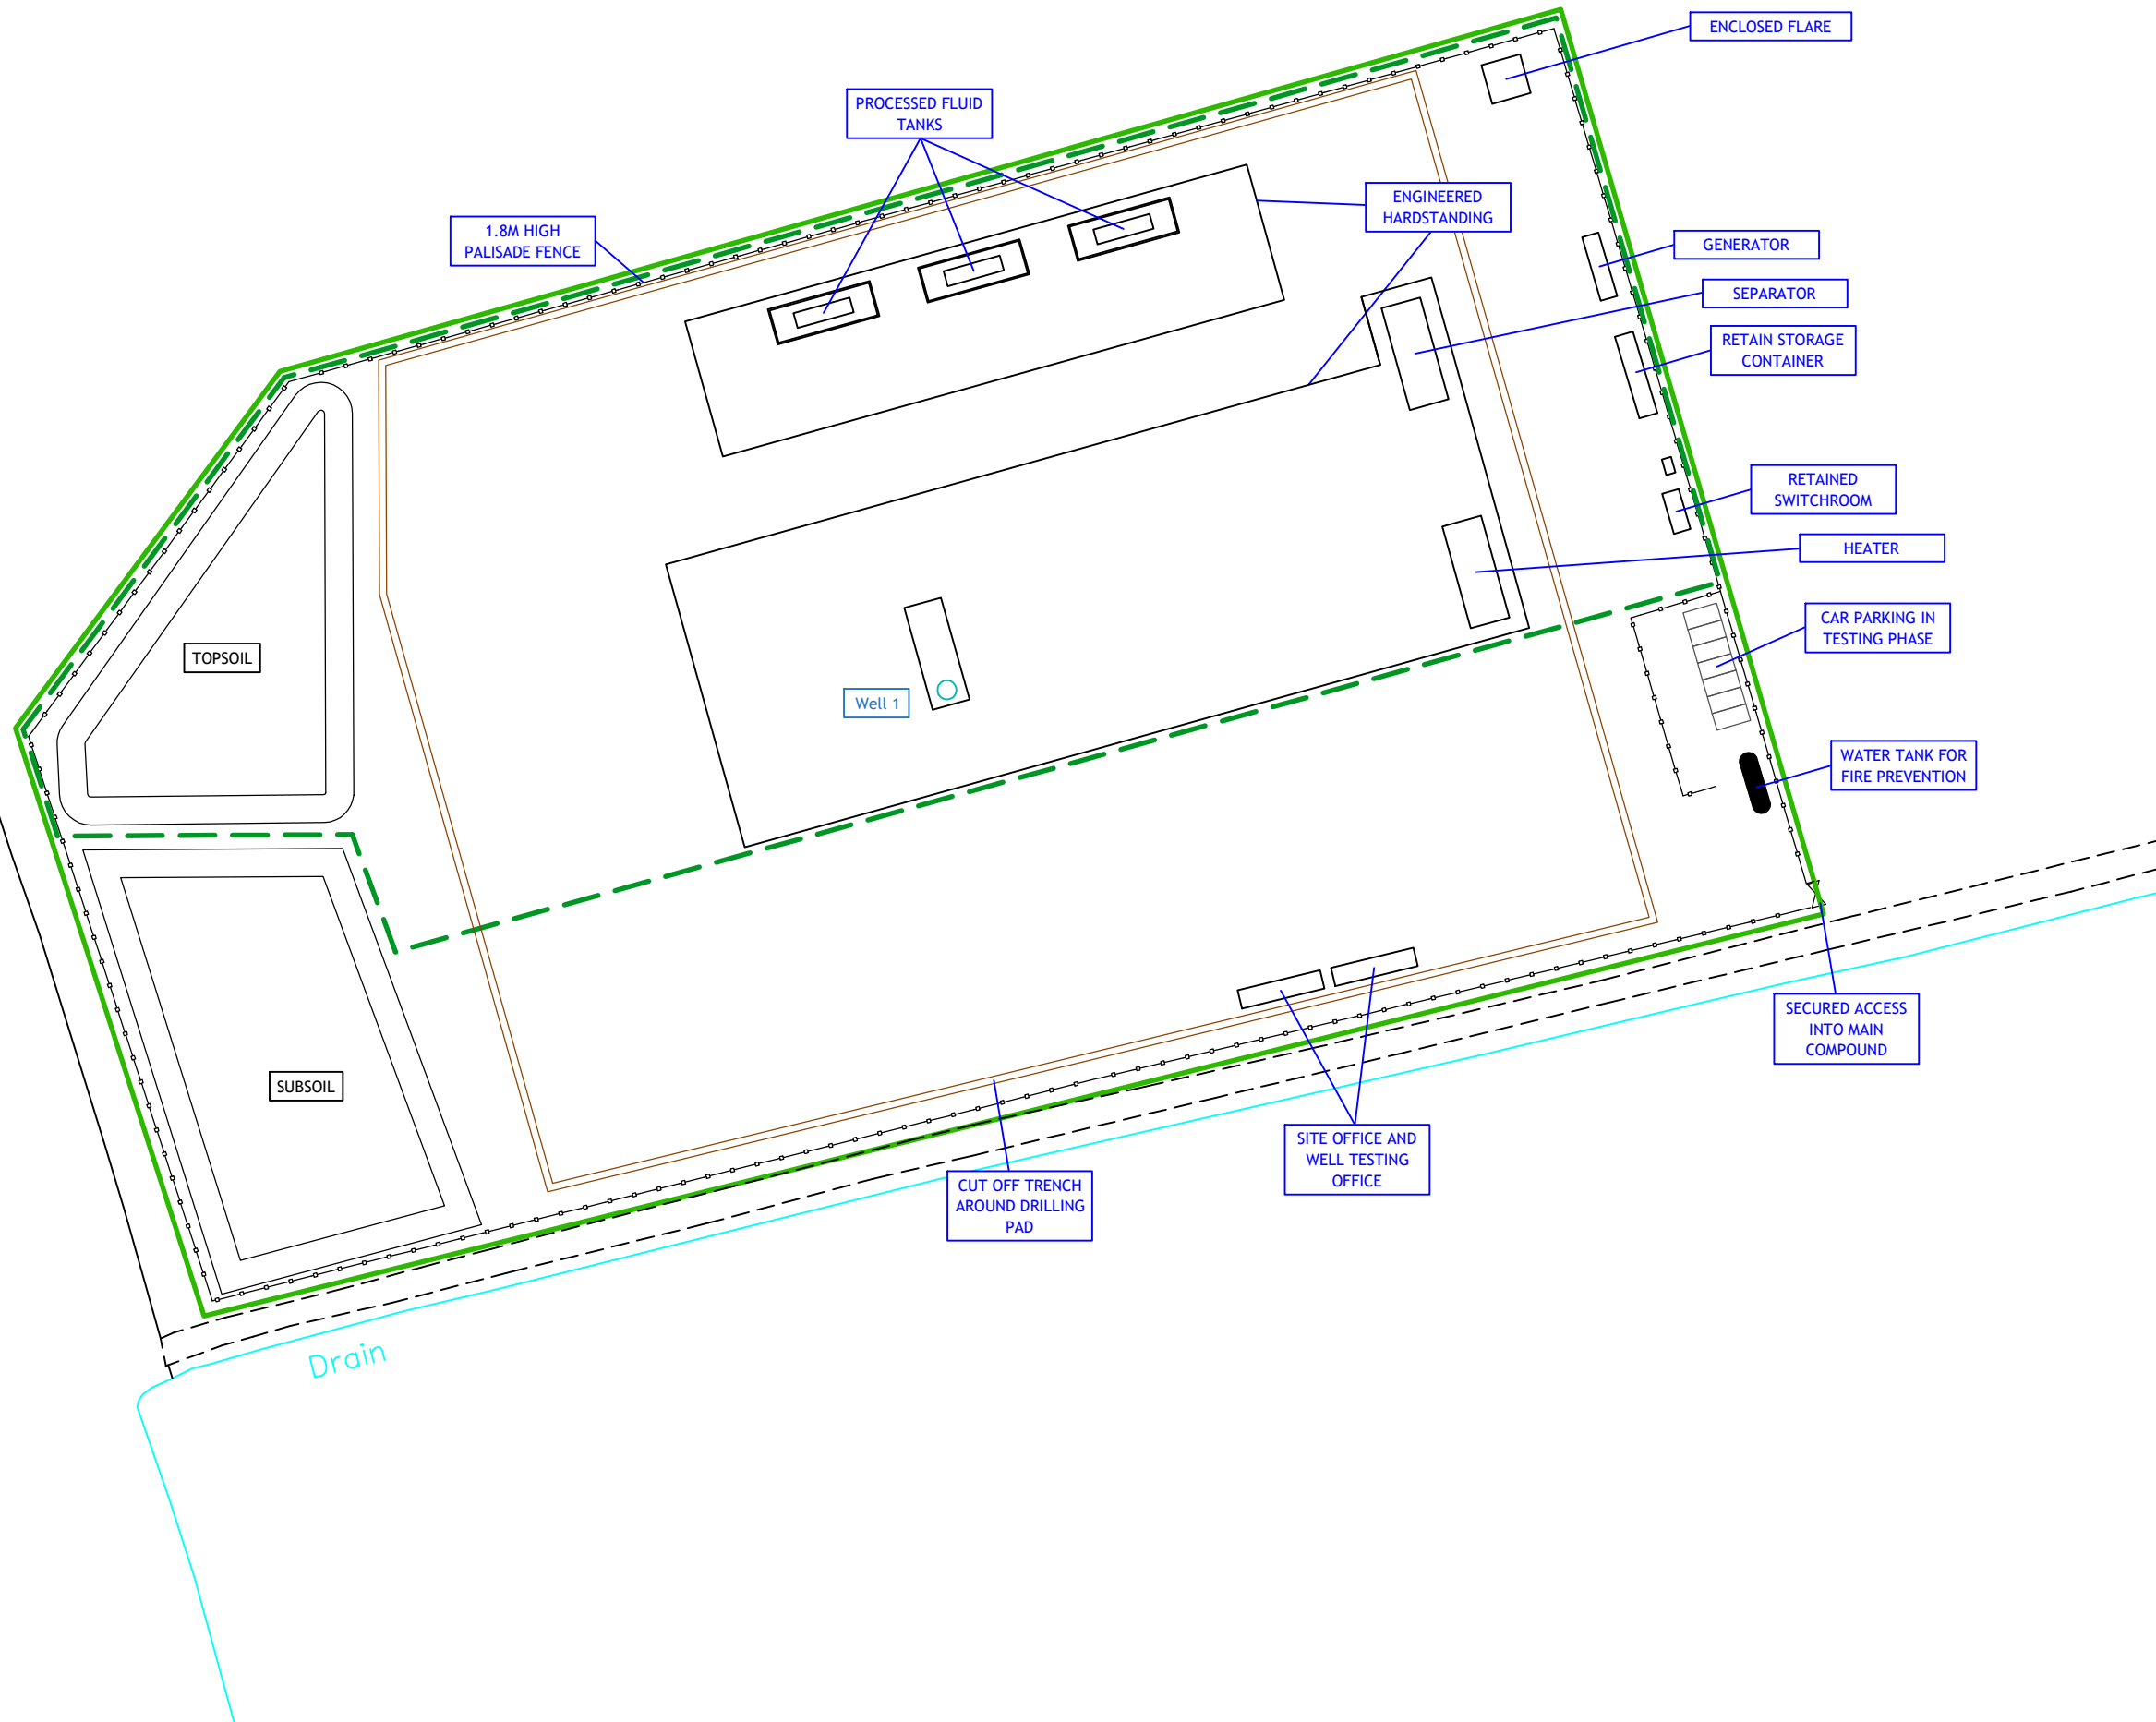 ENCLOSED FLARE
PROCESSED FLUID
TANKS
ENGINEERED
HARDSTANDING
1.8M HIGH
PALISADE FENCE
GENERATOR
SEPARATOR
RETAIN STORAGE
CONTAINER
RETAINED
SWITCHROOM
HEATER
CAR PARKING IN
TESTING PHASE
TOPSOIL
Well 1
WATER TANK FOR
FIRE PREVENTION
SECURED ACCESS
INTO MAIN
COMPOUND
SUBSOIL
SITE OFFICE AND
WELL TESTING
OFFICE
CUT OFF TRENCH
AROUND DRILLING
PAD
Drain